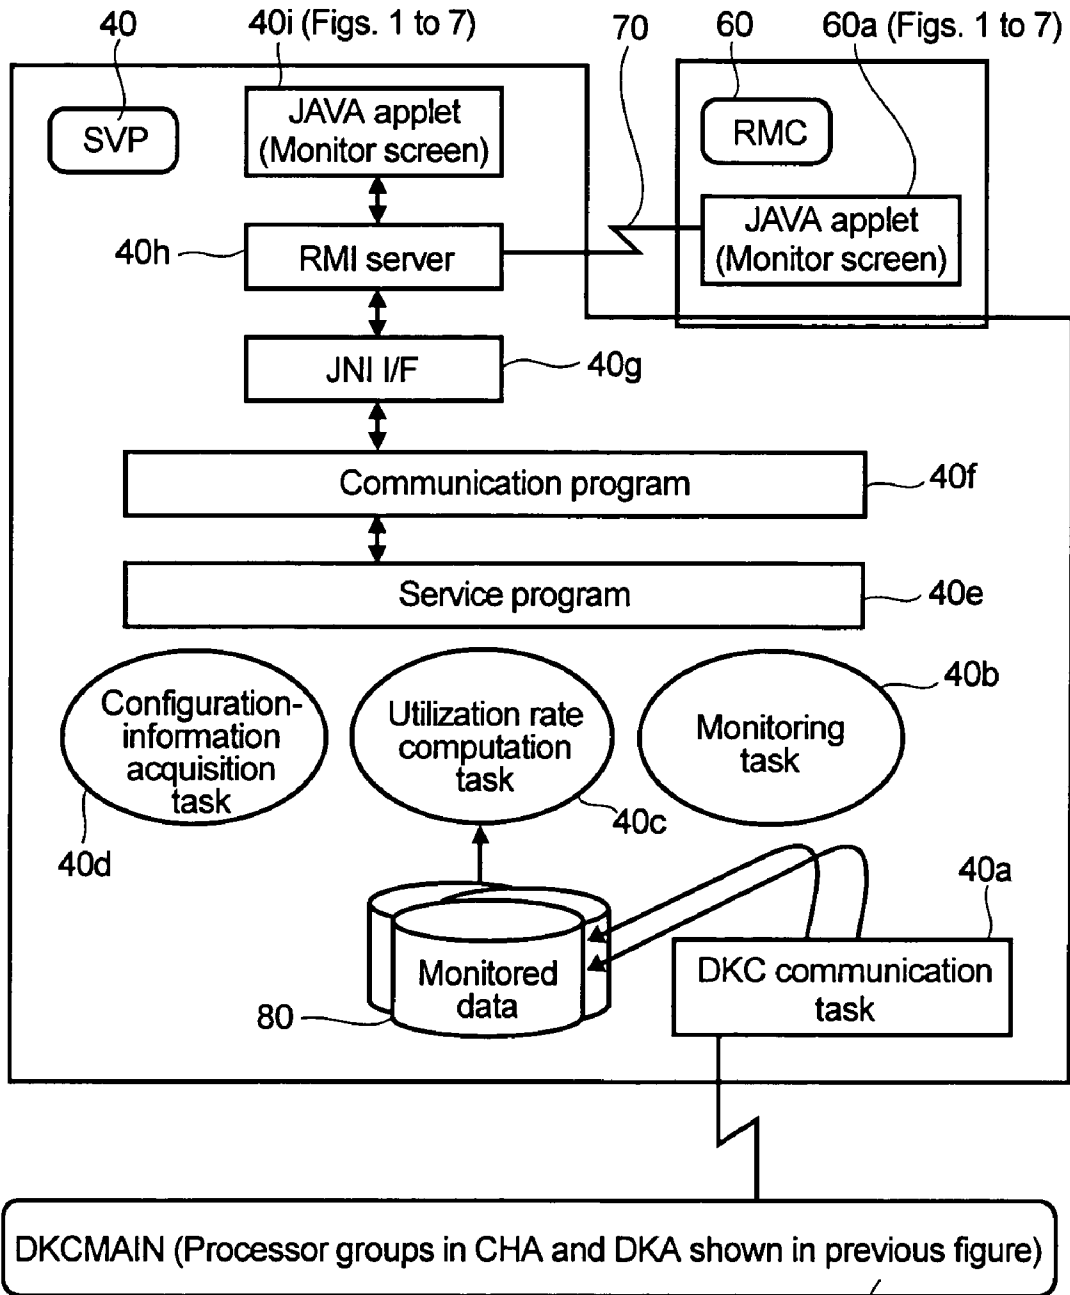 40
40i (Figs. 1 to 7)
70
60
60a (Figs. 1 to 7)
SVP
JAVA applet
(Monitor screen)
RMC
JAVA applet
(Monitor screen)
40h
RMI server
JNI I/F
40g
Communication program
40f
Service program
40e
Configuration-
information
acquisition
task
Utilization rate
computation
task
Monitoring
task
40b
40c
40d
40a
Monitored
data
80
DKC communication
task
DKCMAIN (Processor groups in CHA and DKA shown in previous figure)